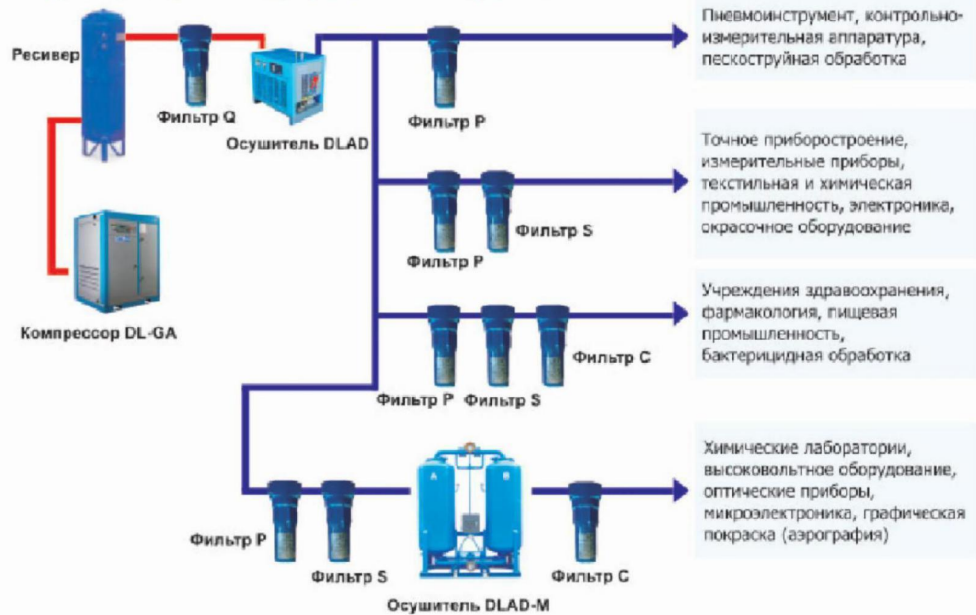 Ресивер
Фильтр Q
Осушитель DLAD
Фильтр P
Пневмоинструмент, контрольно-
измерительная аппаратура,
пескоструйная обработка
Компрессор DL-GA
Фильтр P
Фильтр S
Точное приборостроение,
измерительные приборы,
текстильная и химическая
промышленность, электроника,
окрасочное оборудование
Фильтр P
Фильтр S
Фильтр C
Учреждения здравоохранения,
фармакология, пищевая
промышленность,
бактерицидная обработка
Фильтр P
Фильтр S
Осушитель DLAD-M
Фильтр C
Химические лаборатории,
высоковольтное оборудование,
оптические приборы,
микроэлектроника, графическая
покраска (аэрография)